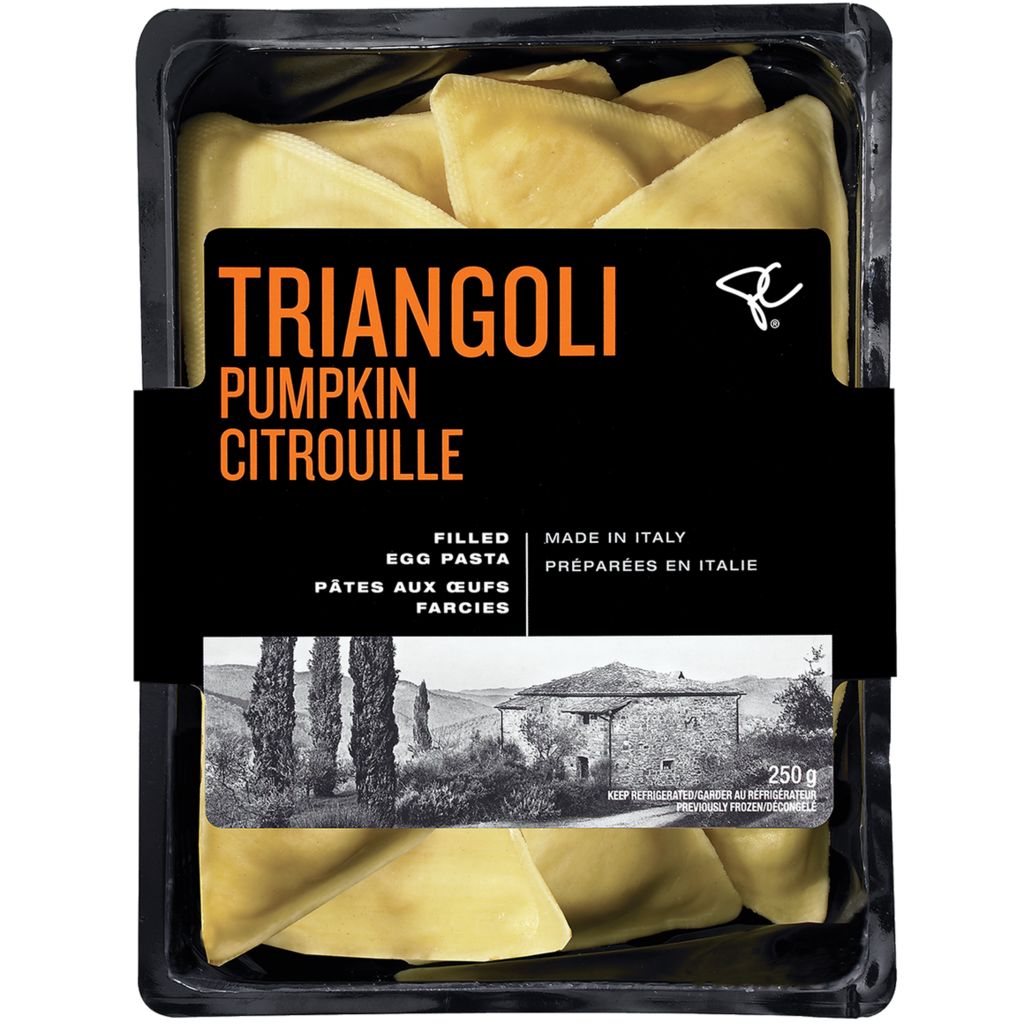 TRIANGOLI
PUMPKIN
CITROUILLE
PC®
FILLED
EGG PASTA
PÂTES AUX ŒUFS
FARCIES
MADE IN ITALY
PRÉPARÉES EN ITALIE
250 g
KEEP REFRIGERATED/GARDER AU RÉFRIGÉRATEUR
PREVIOUSLY FROZEN/DÉCONGELÉ